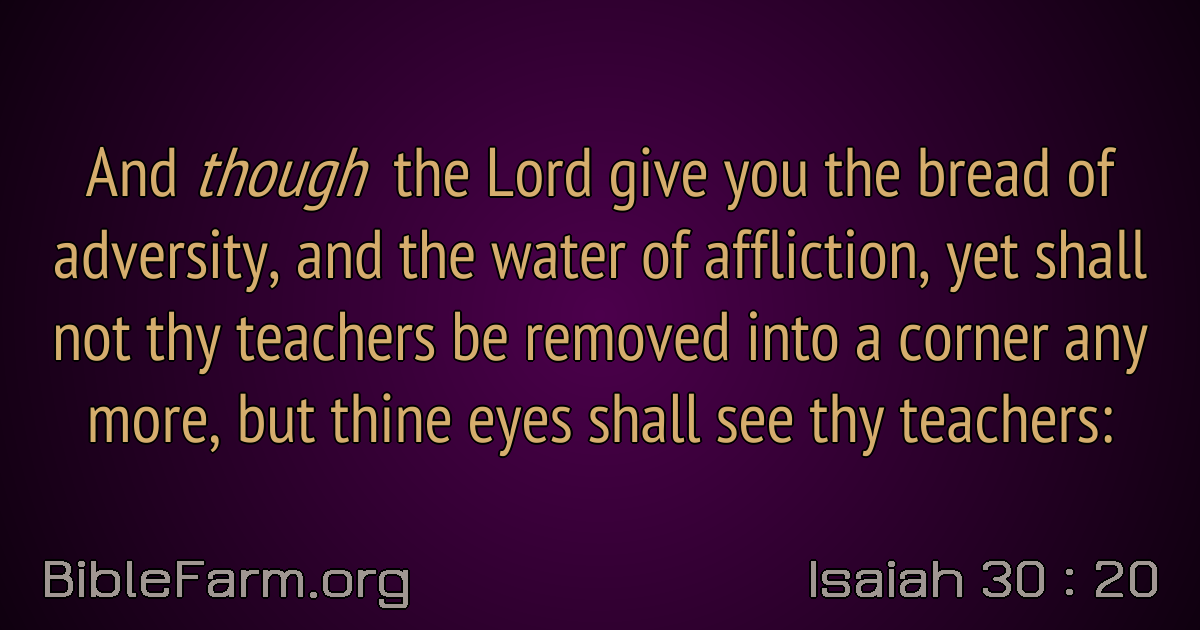 And though the Lord give you the bread of
adversity, and the water of affliction, yet shall
not thy teachers be removed into a corner any
more, but thine eyes shall see thy teachers:
BibleFarm.org
Isaiah 30 : 20